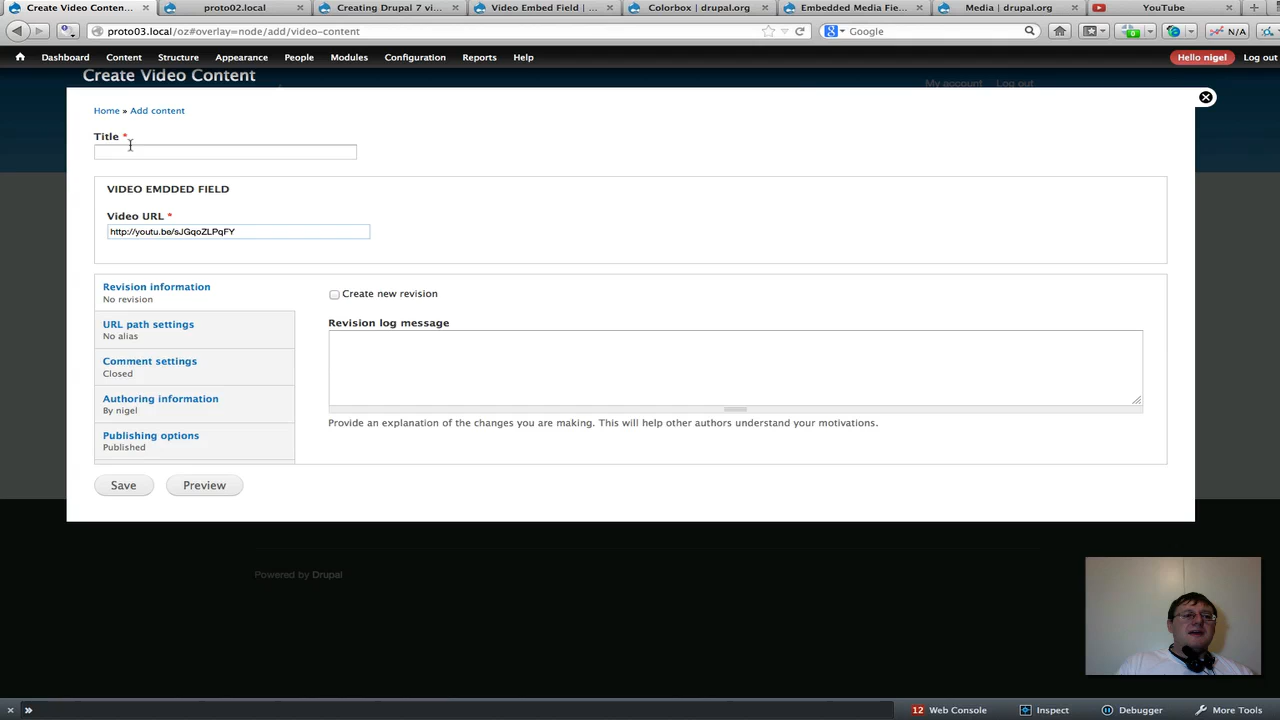 Create Video Conten...
proto02.local
Creating Drupal 7 vi...
Video Embed Field | ...
Colorbox | drupal.org
Embedded Media Fie...
Media | drupal.org
YouTube
proto03.local/oz#overlay=node/add/video-content
Google
N/A
Dashboard Content Structure Appearance People Modules Configuration Reports Help
Hello nigel Log out
Create Video Content
My account Log out
Home » Add content
Title *
VIDEO EMDDED FIELD
Video URL *
http://youtu.be/sJGqoZLPqFY
Revision information
No revision
URL path settings
No alias
Comment settings
Closed
Authoring information
By nigel
Publishing options
Published
Create new revision
Revision log message
Provide an explanation of the changes you are making. This will help other authors understand your motivations.
Save Preview
Powered by Drupal
12 Web Console Inspect Debugger More Tools